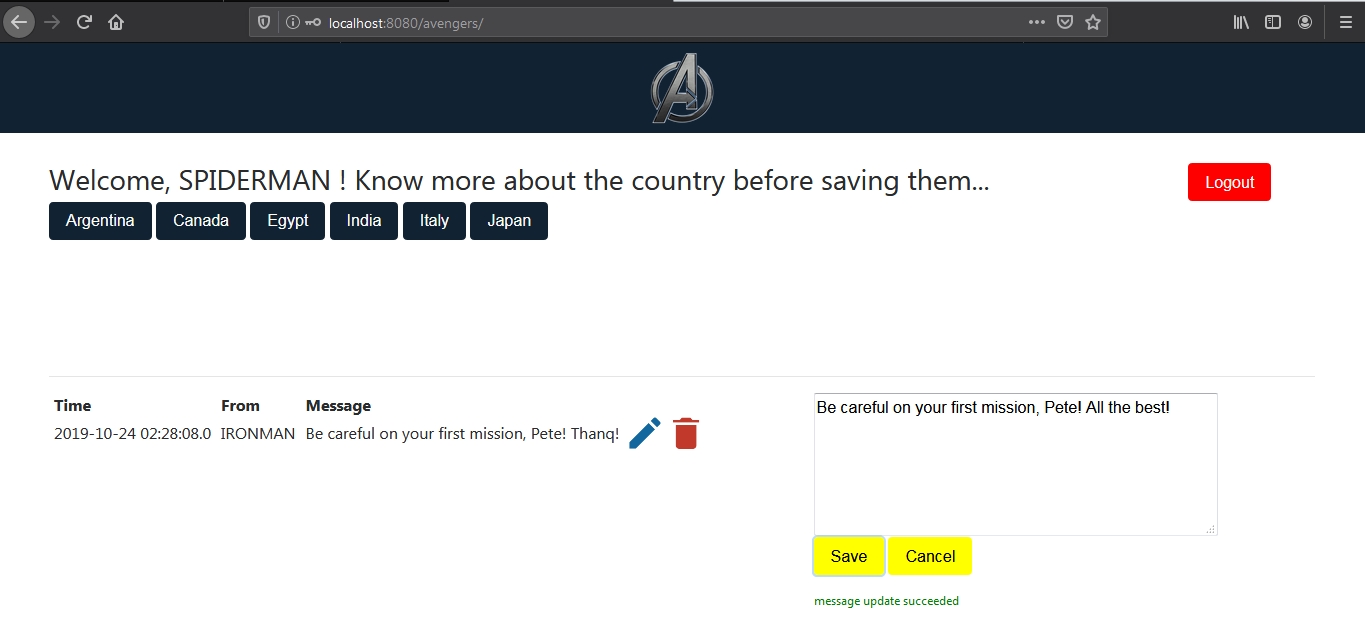 localhost:8080/avengers/
Welcome, SPIDERMAN ! Know more about the country before saving them...
Logout
Argentina Canada Egypt India Italy Japan
Time From Message
2019-10-24 02:28:08.0 IRONMAN Be careful on your first mission, Pete! Thanq!
Be careful on your first mission, Pete! All the best!
Save Cancel
message update succeeded